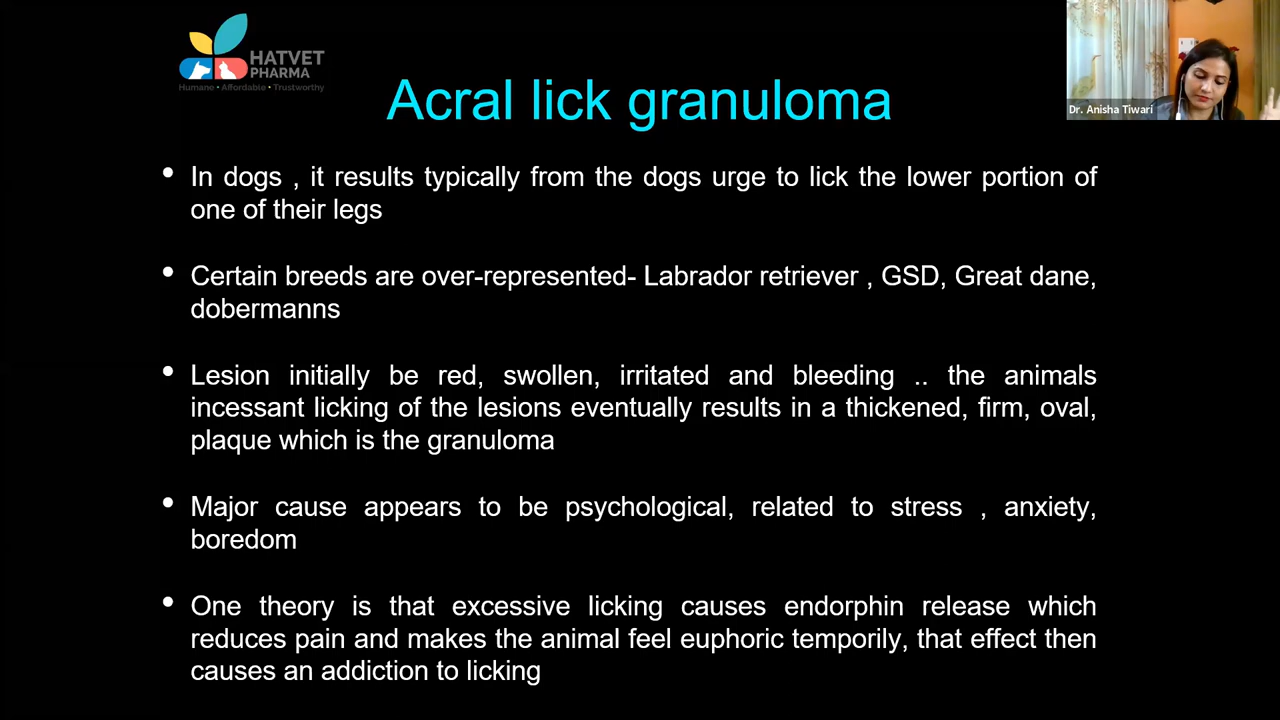 HATVET
PHARMA
Humane • Affordable • Trustworthy
Dr. Anisha Tiwari
Acral lick granuloma
• In dogs , it results typically from the dogs urge to lick the lower portion of
one of their legs
• Certain breeds are over-represented- Labrador retriever , GSD, Great dane,
dobermanns
• Lesion initially be red, swollen, irritated and bleeding .. the animals
incessant licking of the lesions eventually results in a thickened, firm, oval,
plaque which is the granuloma
• Major cause appears to be psychological, related to stress , anxiety,
boredom
• One theory is that excessive licking causes endorphin release which
reduces pain and makes the animal feel euphoric temporily, that effect then
causes an addiction to licking